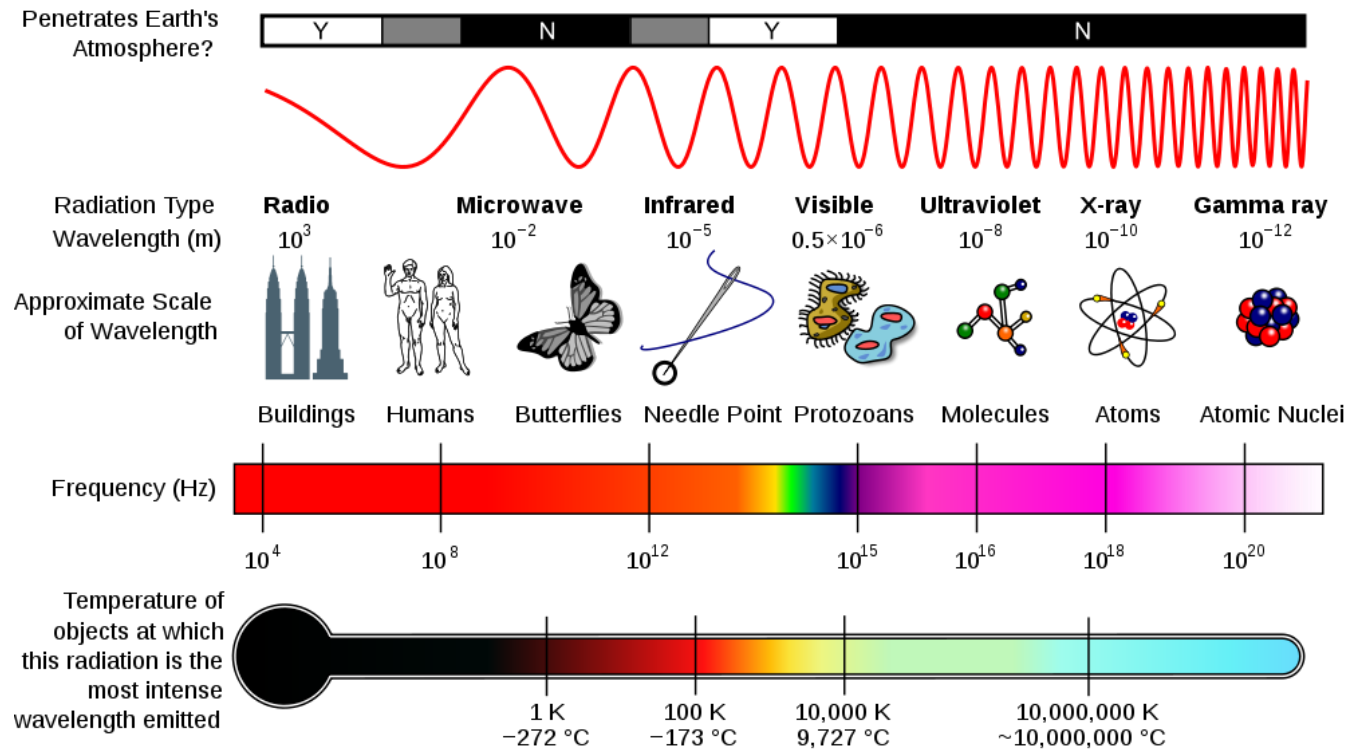 Penetrates Earth's
Atmosphere?
Y N Y N
Radiation Type Radio Microwave Infrared Visible Ultraviolet X-ray Gamma ray
Wavelength (m) 10³ 10⁻² 10⁻⁵ 0.5×10⁻⁶ 10⁻⁸ 10⁻¹⁰ 10⁻¹²
Approximate Scale
of Wavelength
Buildings Humans Butterflies Needle Point Protozoans Molecules Atoms Atomic Nuclei
Frequency (Hz)
10⁴ 10⁸ 10¹² 10¹⁵ 10¹⁶ 10¹⁸ 10²⁰
Temperature of
objects at which
this radiation is the
most intense
wavelength emitted
1 K 100 K 10,000 K 10,000,000 K
−272 °C −173 °C 9,727 °C ~10,000,000 °C